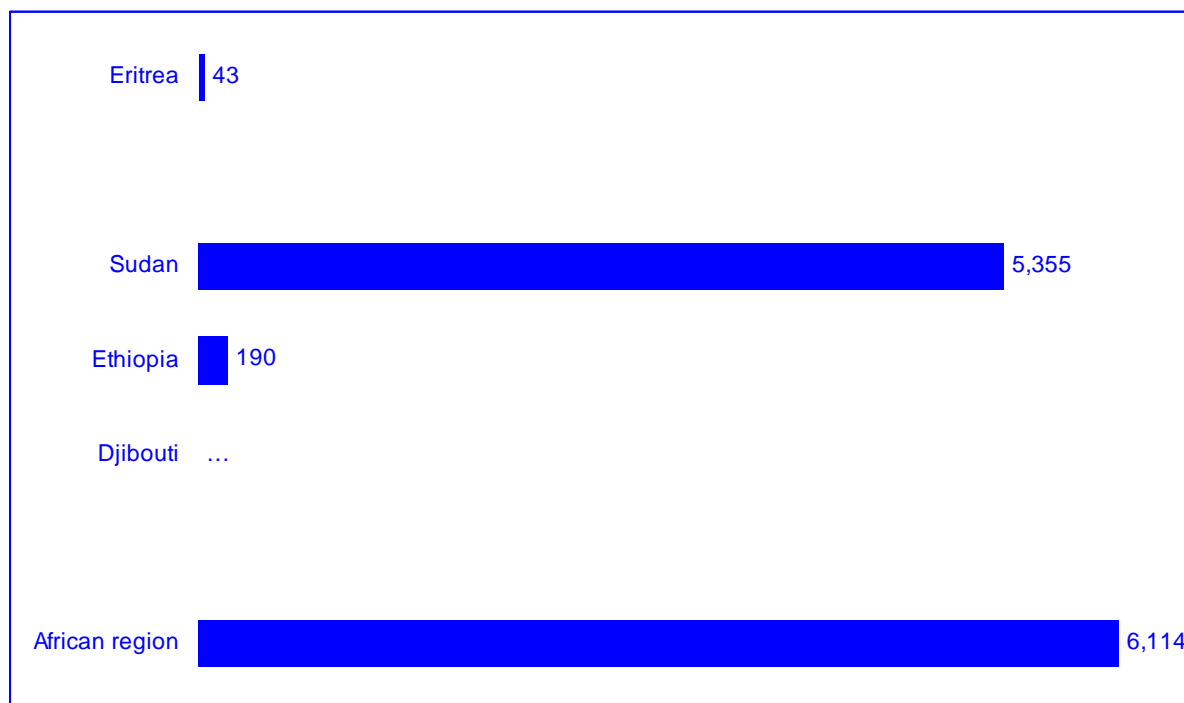 Eritrea 43
Sudan 5,355
Ethiopia 190
Djibouti …
African region 6,114